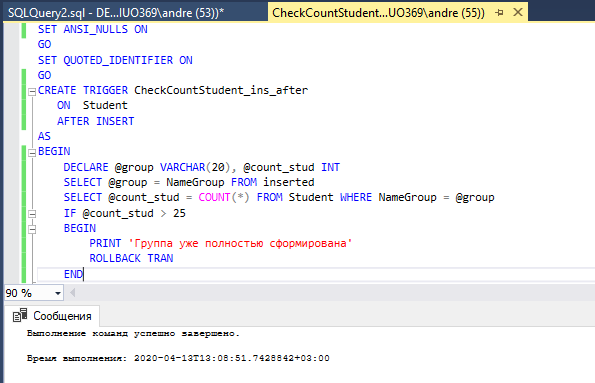 SQLQuery2.sql - DE...IUO369\andre (53))*
CheckCountStudent...UO369\andre (55))
SET ANSI_NULLS ON
GO
SET QUOTED_IDENTIFIER ON
GO
CREATE TRIGGER CheckCountStudent_ins_after
ON Student
AFTER INSERT
AS
BEGIN
DECLARE @group VARCHAR(20), @count_stud INT
SELECT @group = NameGroup FROM inserted
SELECT @count_stud = COUNT(*) FROM Student WHERE NameGroup = @group
IF @count_stud > 25
BEGIN
PRINT 'Группа уже полностью сформирована'
ROLLBACK TRAN
END
90 %
Сообщения
Выполнение команд успешно завершено.
Время выполнения: 2020-04-13T13:08:51.7428842+03:00